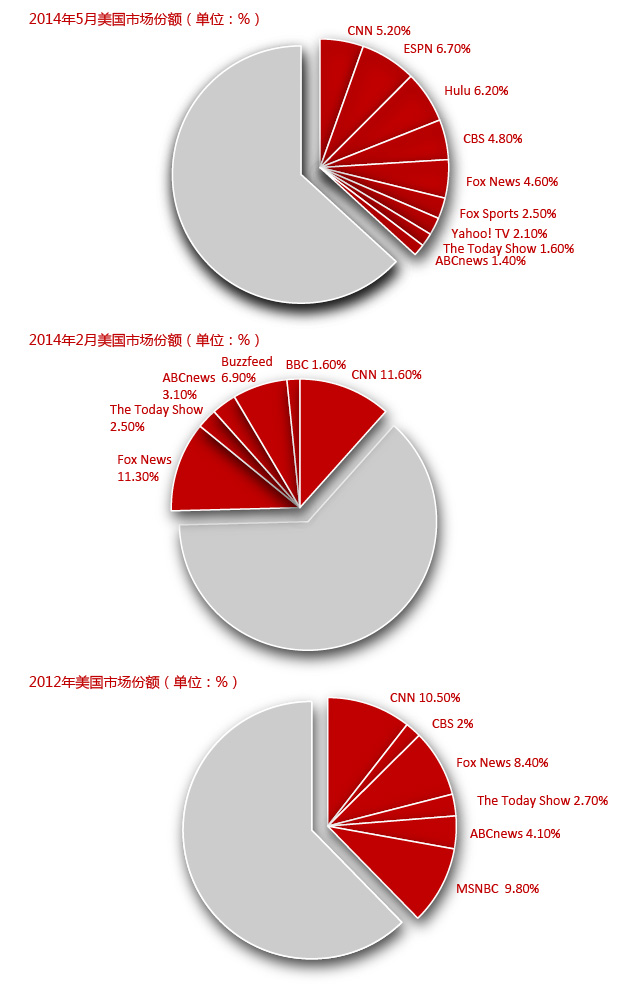 2014年5月美国市场份额（单位：%）
CNN 5.20%
ESPN 6.70%
Hulu 6.20%
CBS 4.80%
Fox News 4.60%
Fox Sports 2.50%
Yahoo! TV 2.10%
The Today Show 1.60%
ABCnews 1.40%
2014年2月美国市场份额（单位：%）
Buzzfeed
6.90%
BBC 1.60%
CNN 11.60%
ABCnews
3.10%
The Today Show
2.50%
Fox News
11.30%
2012年美国市场份额（单位：%）
CNN 10.50%
CBS 2%
Fox News 8.40%
The Today Show 2.70%
ABCnews 4.10%
MSNBC  9.80%